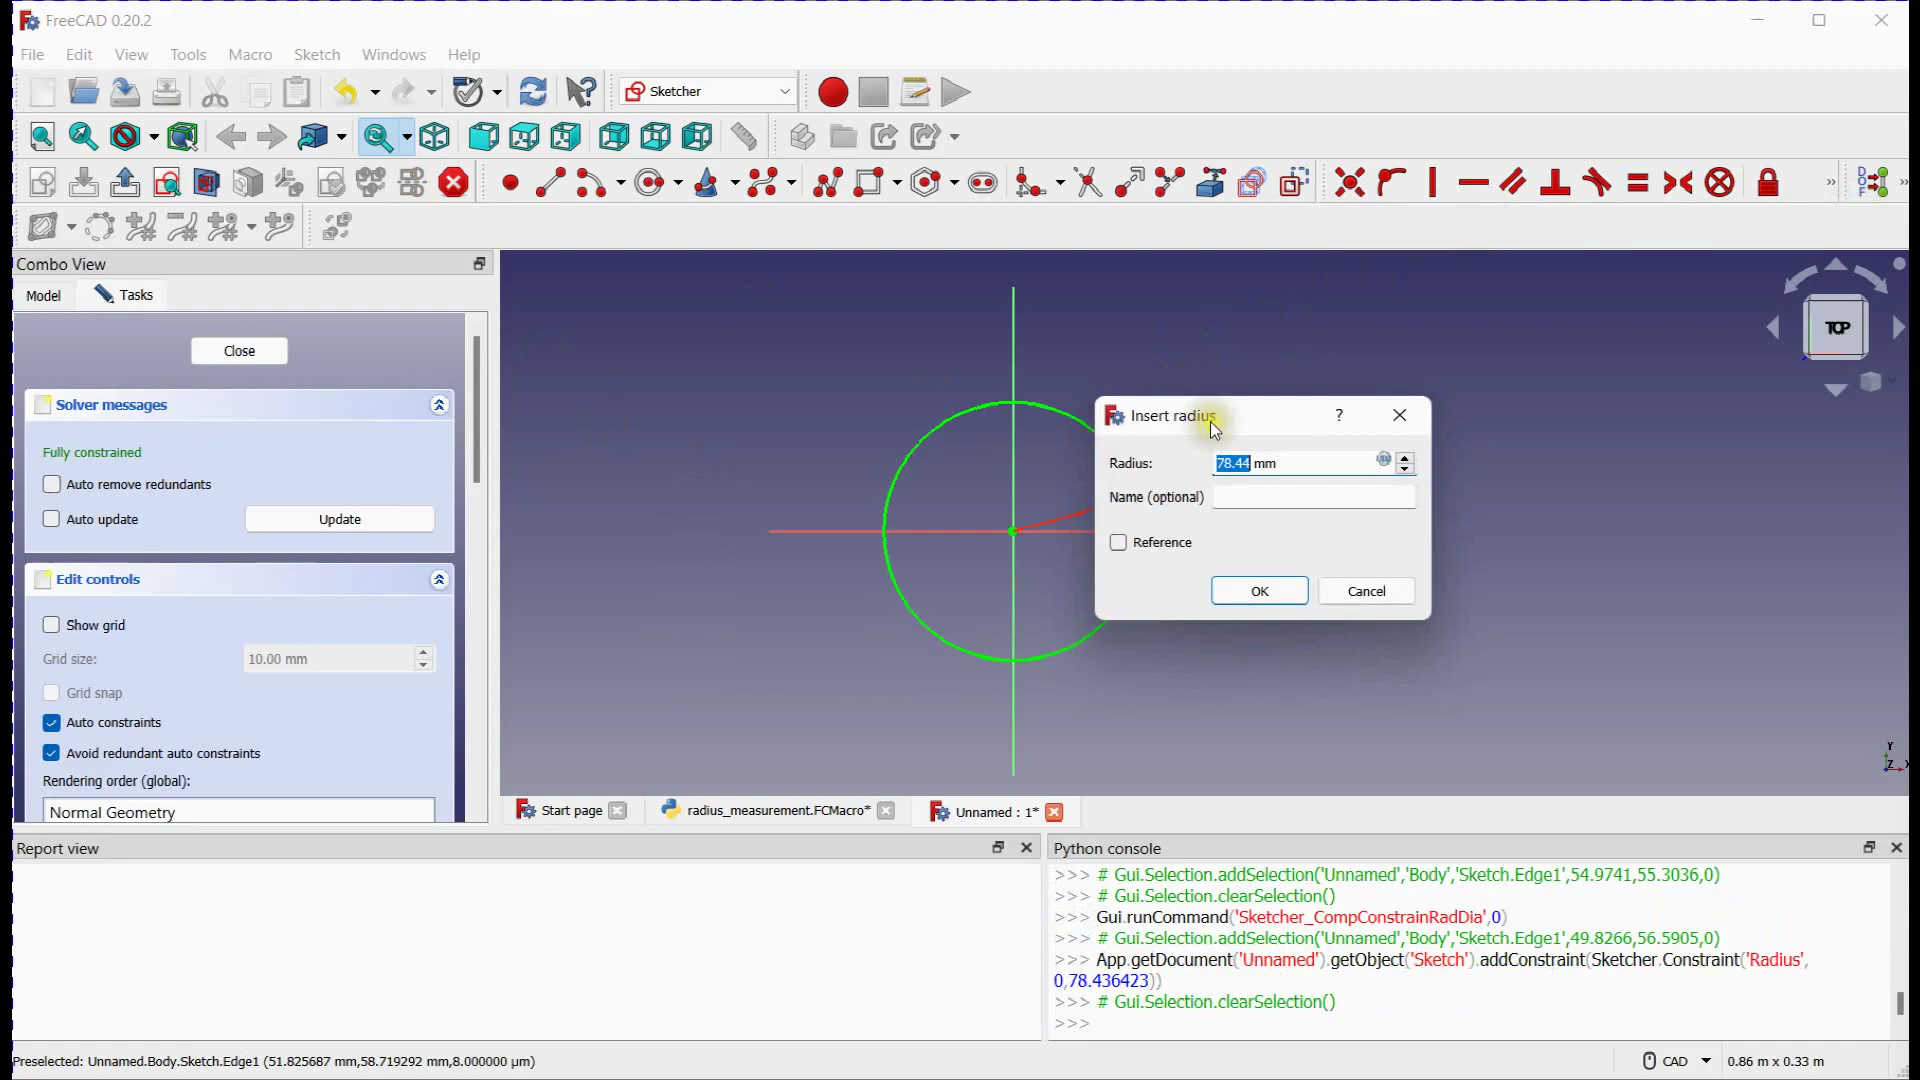 FreeCAD 0.20.2
File Edit View Tools Macro Sketch Windows Help
Sketcher
Combo View
Model Tasks
Close
Solver messages
Fully constrained
Auto remove redundants
Auto update Update
Edit controls
Show grid
Grid size: 10.00 mm
Grid snap
Auto constraints
Avoid redundant auto constraints
Rendering order (global):
Normal Geometry
TOP
Insert radius ?
Radius: 78.44 mm
Name (optional)
Reference
OK Cancel
Y
Z X
Start page radius_measurement.FCMacro* Unnamed : 1*
Report view
Python console
>>> # Gui.Selection.addSelection('Unnamed','Body','Sketch.Edge1',54.9741,55.3036,0)
>>> # Gui.Selection.clearSelection()
>>> Gui.runCommand('Sketcher_CompConstrainRadDia',0)
>>> # Gui.Selection.addSelection('Unnamed','Body','Sketch.Edge1',49.8266,56.5905,0)
>>> App.getDocument('Unnamed').getObject('Sketch').addConstraint(Sketcher.Constraint('Radius',
0,78.436423))
>>> # Gui.Selection.clearSelection()
>>>
Preselected: Unnamed.Body.Sketch.Edge1 (51.825687 mm,58.719292 mm,8.000000 µm)
CAD 0.86 m x 0.33 m